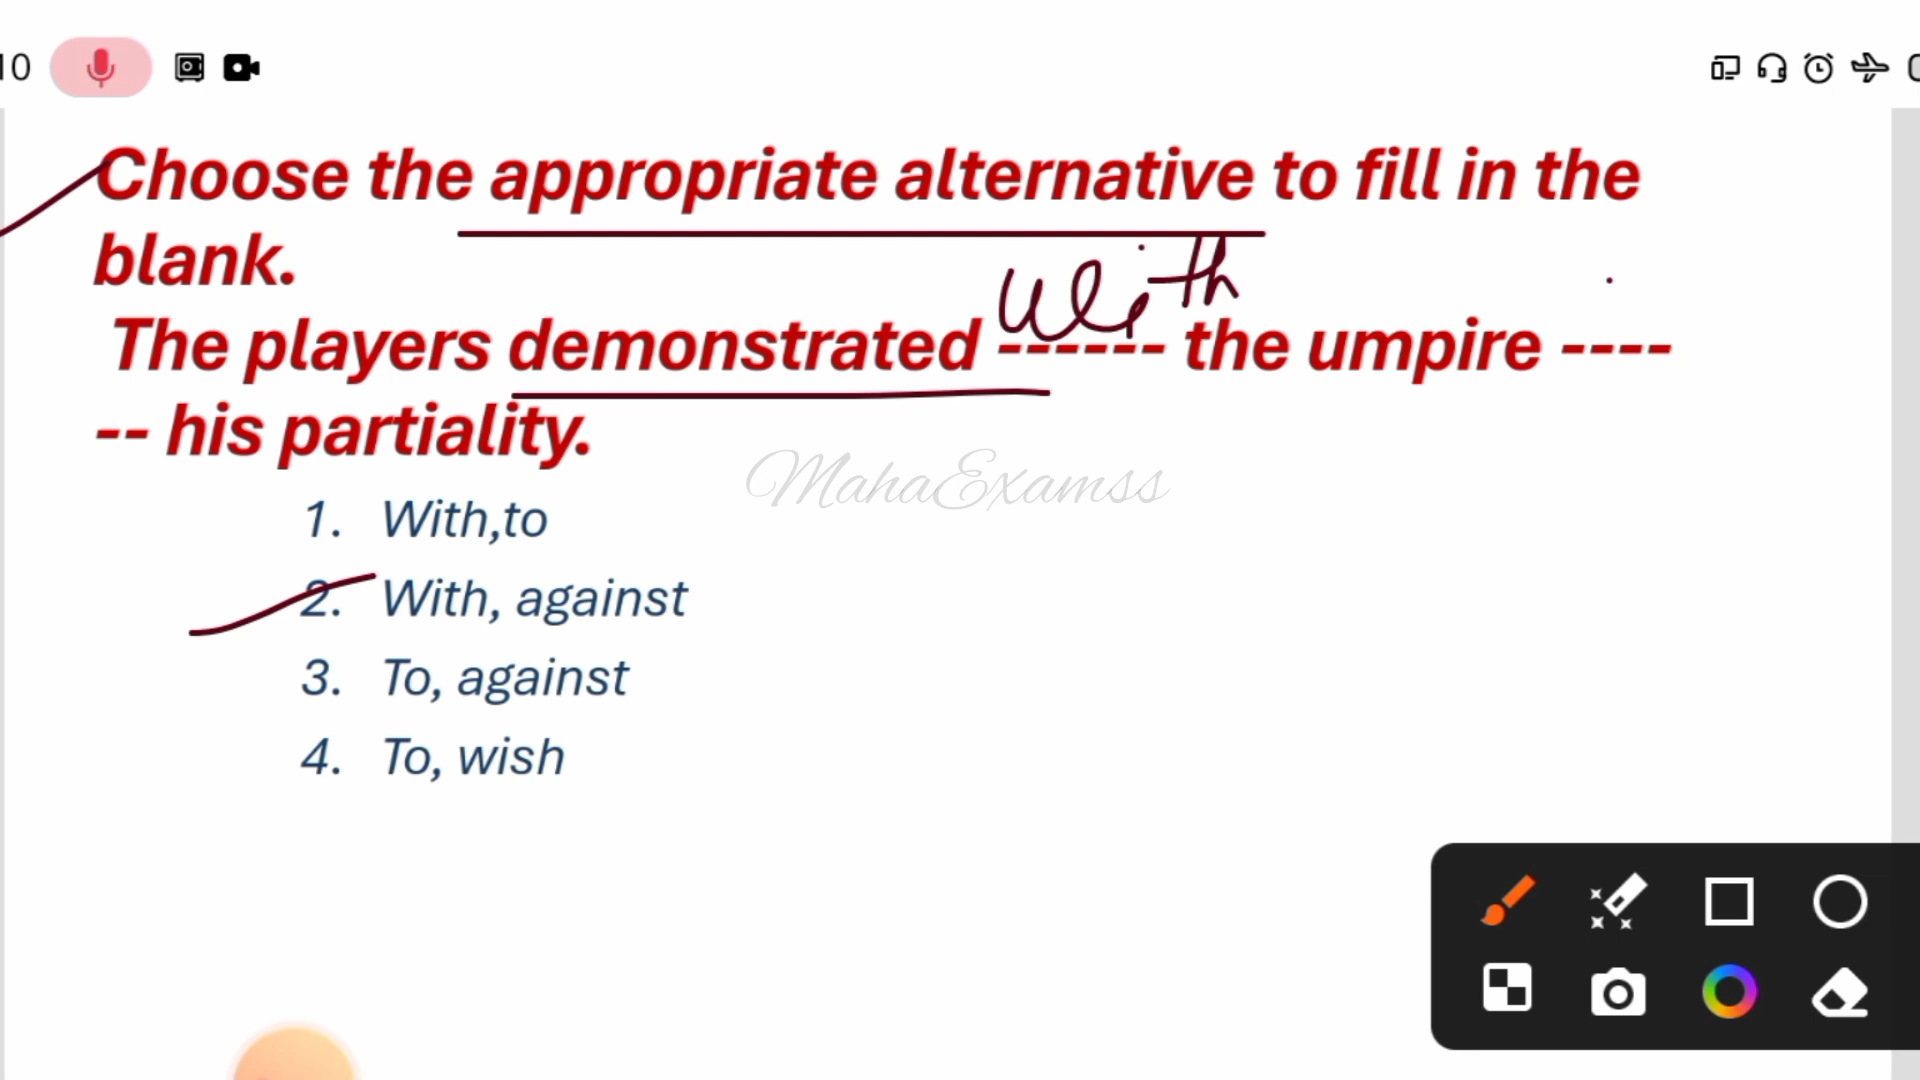 10
Choose the appropriate alternative to fill in the
blank.
with
The players demonstrated ------ the umpire ----
-- his partiality.
MahaExamss
1. With,to
2. With, against
3. To, against
4. To, wish